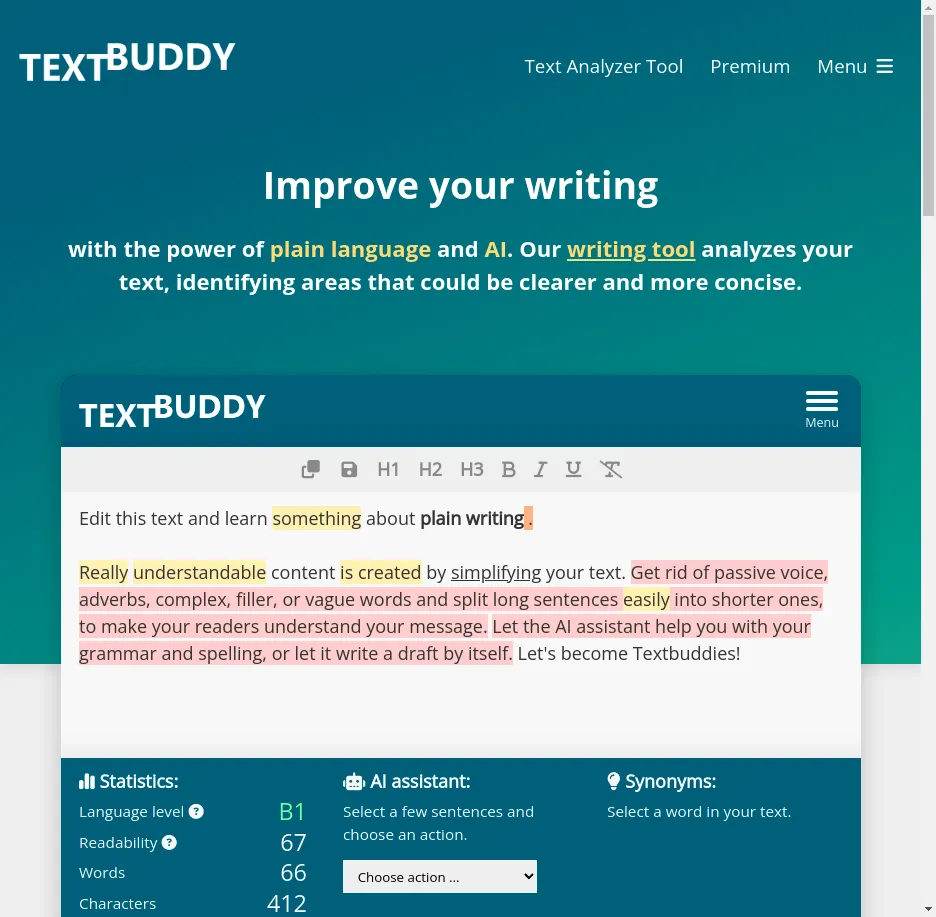 TEXTBUDDY
Text Analyzer Tool Premium Menu
Improve your writing
with the power of plain language and AI. Our writing tool analyzes your
text, identifying areas that could be clearer and more concise.
TEXTBUDDY
Menu
H1 H2 H3 B I U
Edit this text and learn something about plain writing .
Really understandable content is created by simplifying your text. Get rid of passive voice,
adverbs, complex, filler, or vague words and split long sentences easily into shorter ones,
to make your readers understand your message. Let the AI assistant help you with your
grammar and spelling, or let it write a draft by itself. Let's become Textbuddies!
Statistics:
Language level ? B1
Readability ? 67
Words 66
Characters 412
AI assistant:
Select a few sentences and
choose an action.
Choose action ...
Synonyms:
Select a word in your text.